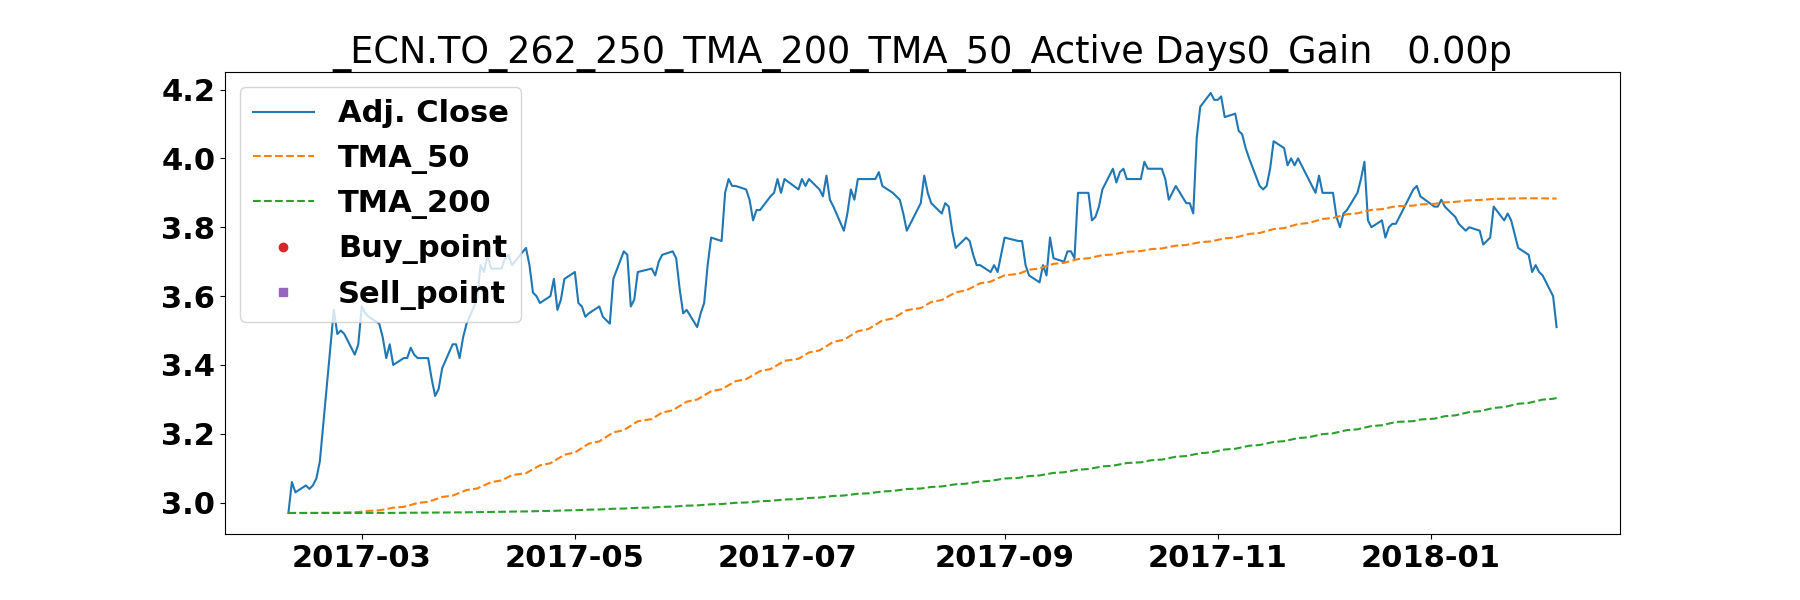 _ECN.TO_262_250_TMA_200_TMA_50_Active Days0_Gain   0.00p
4.2
4.0
3.8
3.6
3.4
3.2
3.0
Adj. Close
TMA_50
TMA_200
Buy_point
Sell_point
2017-03 2017-05 2017-07 2017-09 2017-11 2018-01